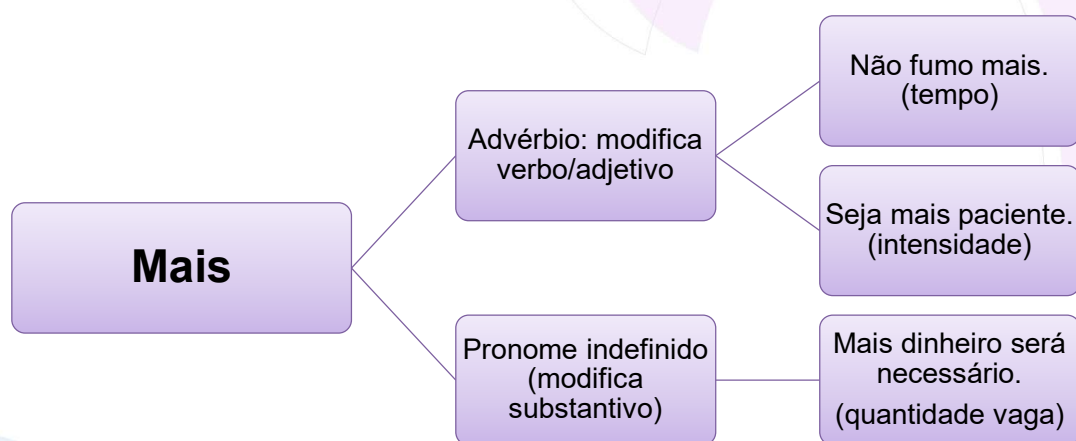 Mais
Advérbio: modifica
verbo/adjetivo
Não fumo mais.
(tempo)
Seja mais paciente.
(intensidade)
Pronome indefinido
(modifica
substantivo)
Mais dinheiro será
necessário.
(quantidade vaga)